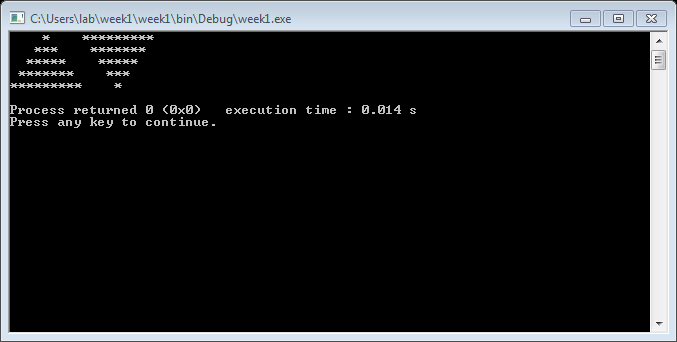 C:\Users\lab\week1\week1\bin\Debug\week1.exe
    *    *********
   ***    *******
  *****    *****
 *******    ***
*********    *
Process returned 0 (0x0)   execution time : 0.014 s
Press any key to continue.